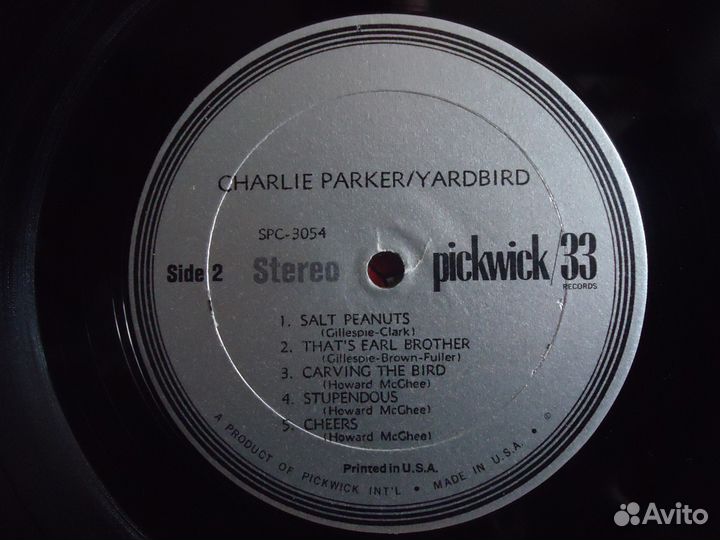 CHARLIE PARKER/YARDBIRD
SPC-3054
Side 2 Stereo pickwick/33
RECORDS
1. SALT PEANUTS
(Gillespie-Clark)
2. THAT'S EARL BROTHER
(Gillespie-Brown-Fuller)
3. CARVING THE BIRD
(Howard McGhee)
4. STUPENDOUS
(Howard McGhee)
5. CHEERS
(Howard McGhee)
Printed in U.S.A.
A PRODUCT OF PICKWICK INT'L • MADE IN U.S.A. • ℗
Avito